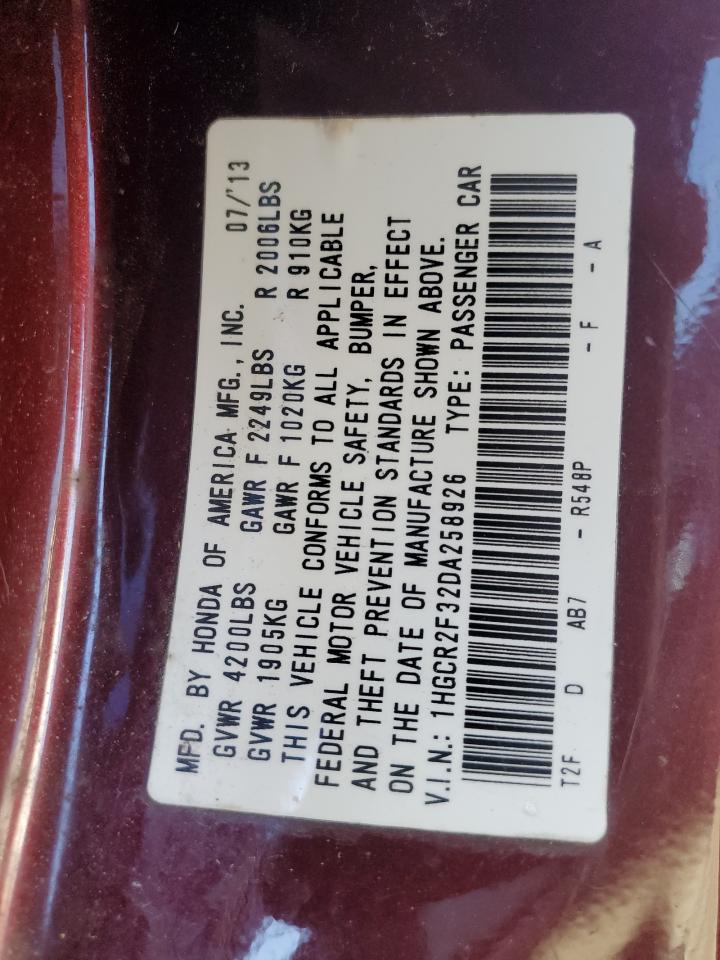 MFD. BY HONDA OF AMERICA MFG., INC. 07/'13
GVWR 4200LBS GAWR F 2249LBS R 2006LBS
GVWR 1905KG GAWR F 1020KG R 910KG
THIS VEHICLE CONFORMS TO ALL APPLICABLE
FEDERAL MOTOR VEHICLE SAFETY, BUMPER,
AND THEFT PREVENTION STANDARDS IN EFFECT
ON THE DATE OF MANUFACTURE SHOWN ABOVE.
V.I.N.: 1HGCR2F32DA258926 TYPE: PASSENGER CAR
T2F D AB7 - R548P - F - A